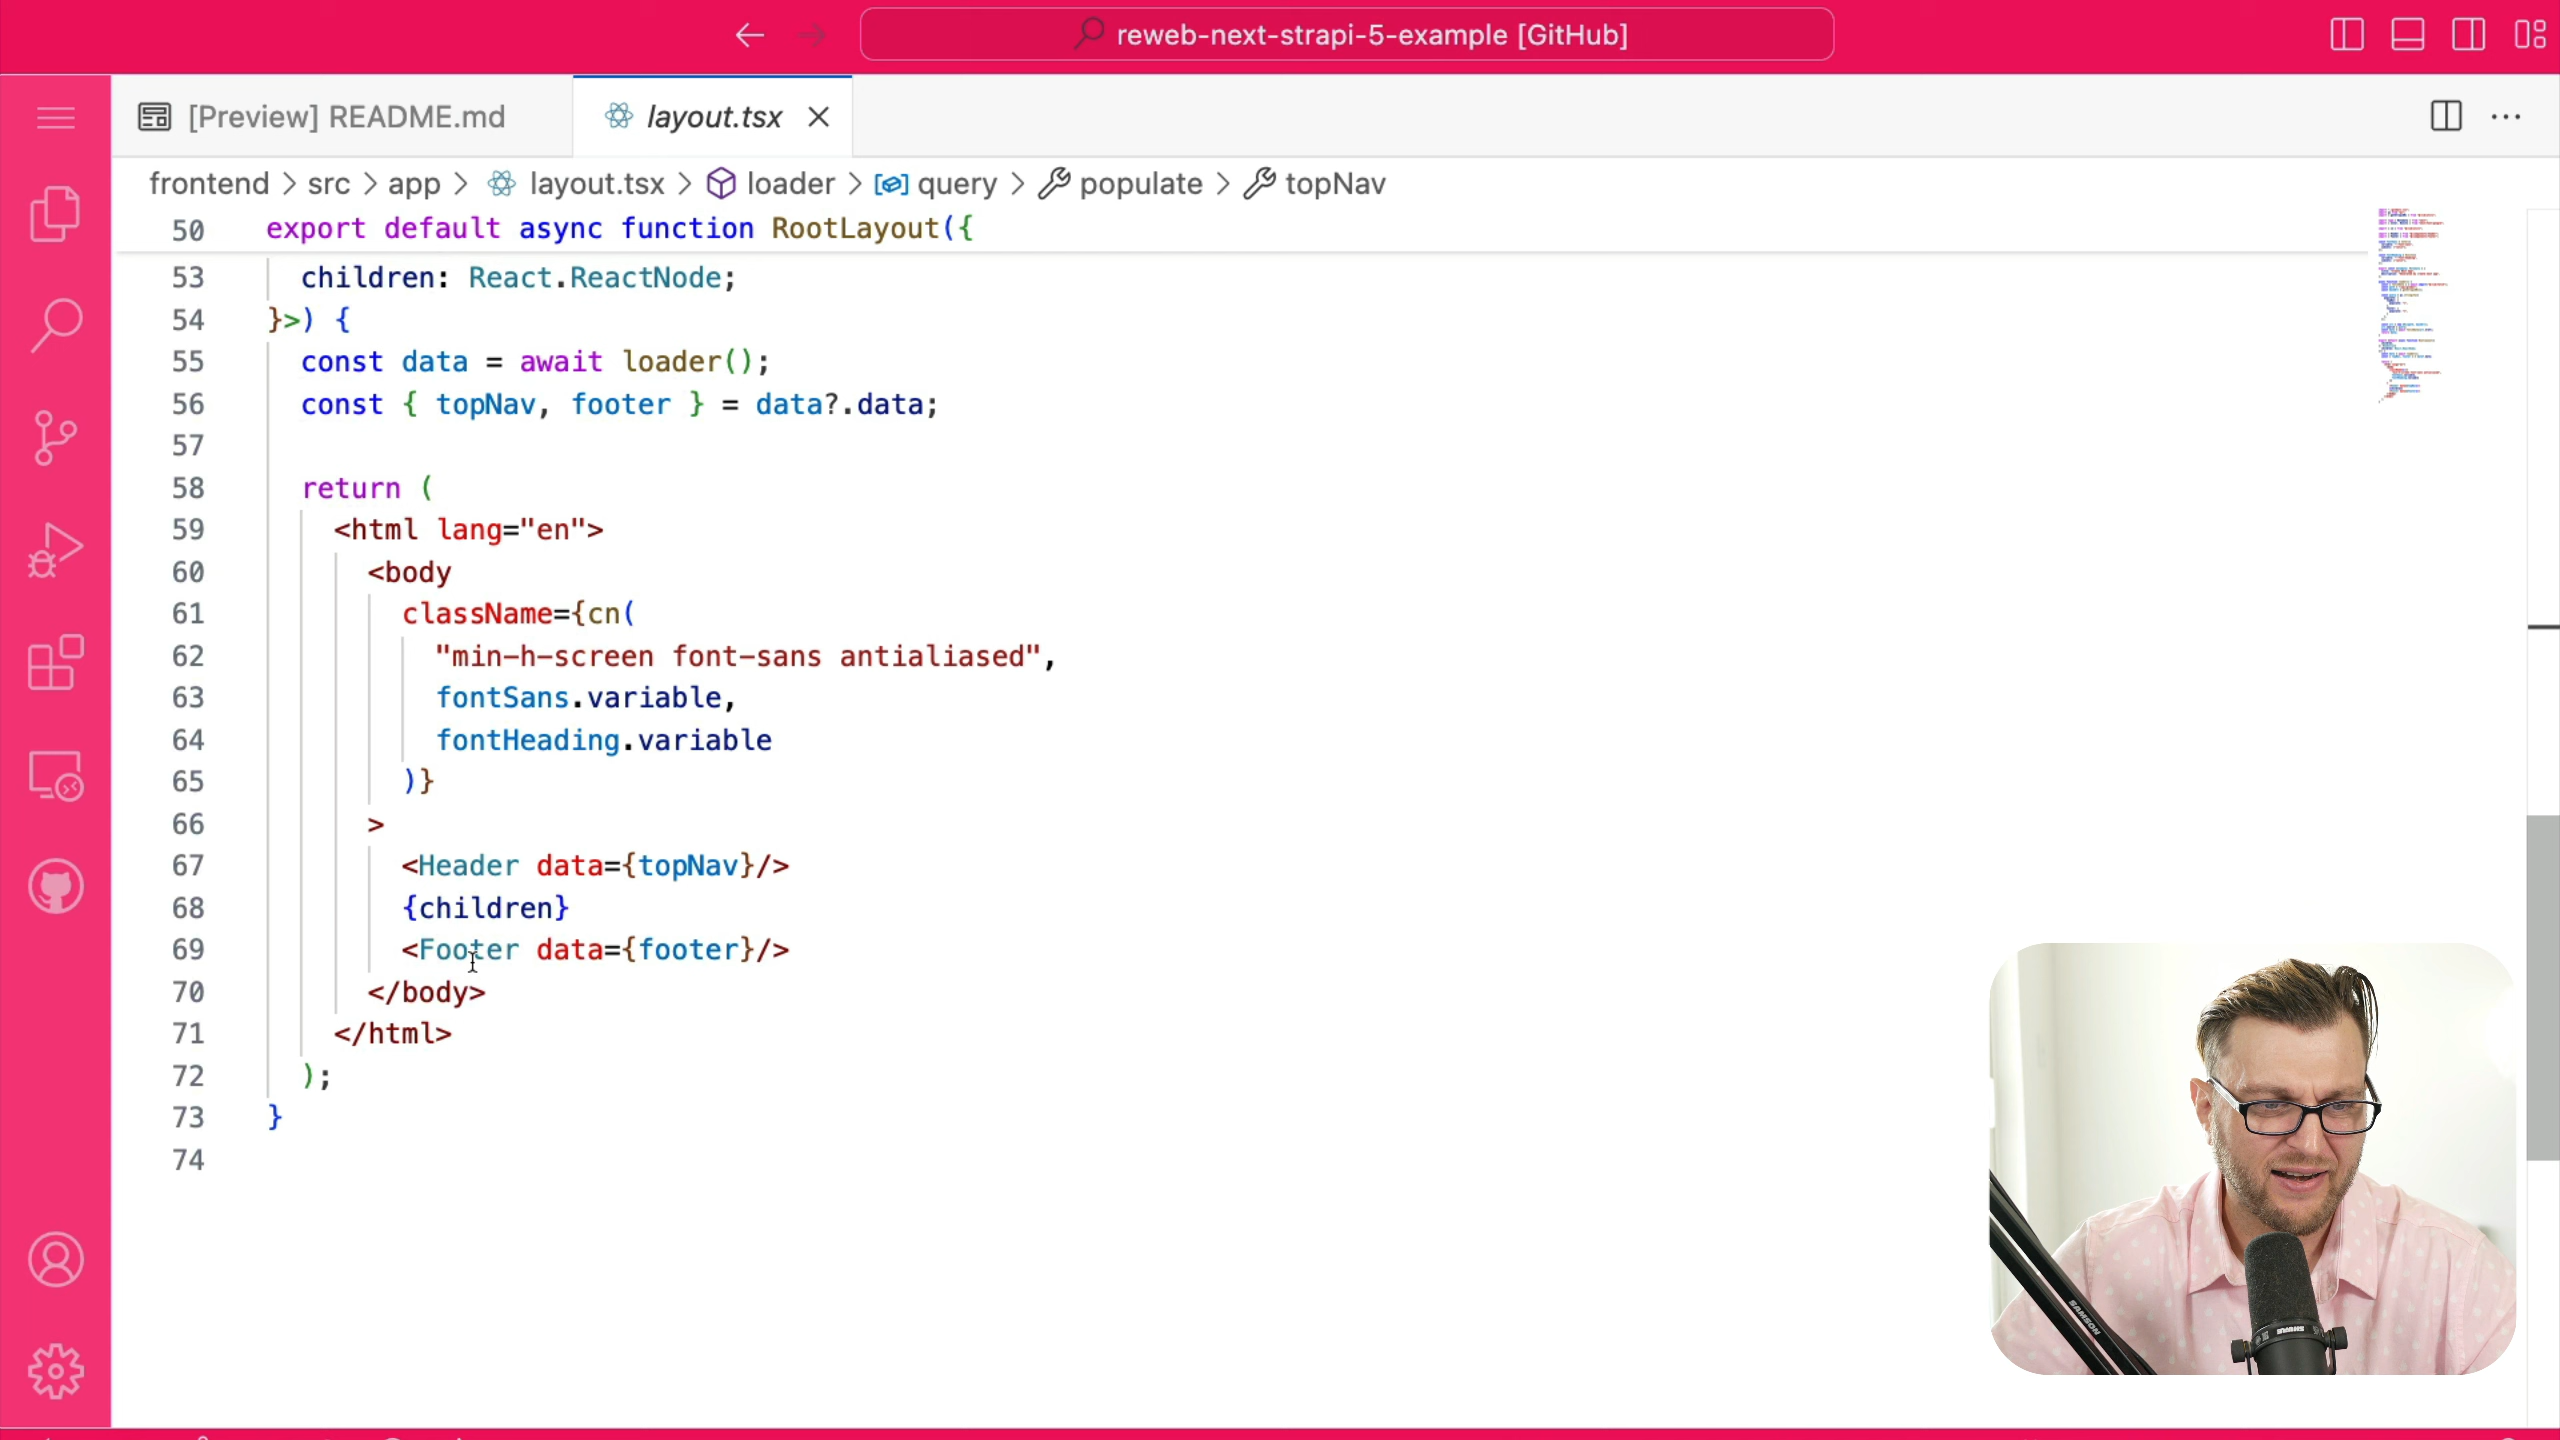 reweb-next-strapi-5-example [GitHub]
[Preview] README.md
layout.tsx
frontend > src > app > layout.tsx > loader > query > populate > topNav
50 export default async function RootLayout({
53 children: React.ReactNode;
54 }>) {
55 const data = await loader();
56 const { topNav, footer } = data?.data;
57
58 return (
59 <html lang="en">
60 <body
61 className={cn(
62 "min-h-screen font-sans antialiased",
63 fontSans.variable,
64 fontHeading.variable
65 )}
66 >
67 <Header data={topNav}/>
68 {children}
69 <Footer data={footer}/>
70 </body>
71 </html>
72 );
73 }
74
SAMSON
SHURE